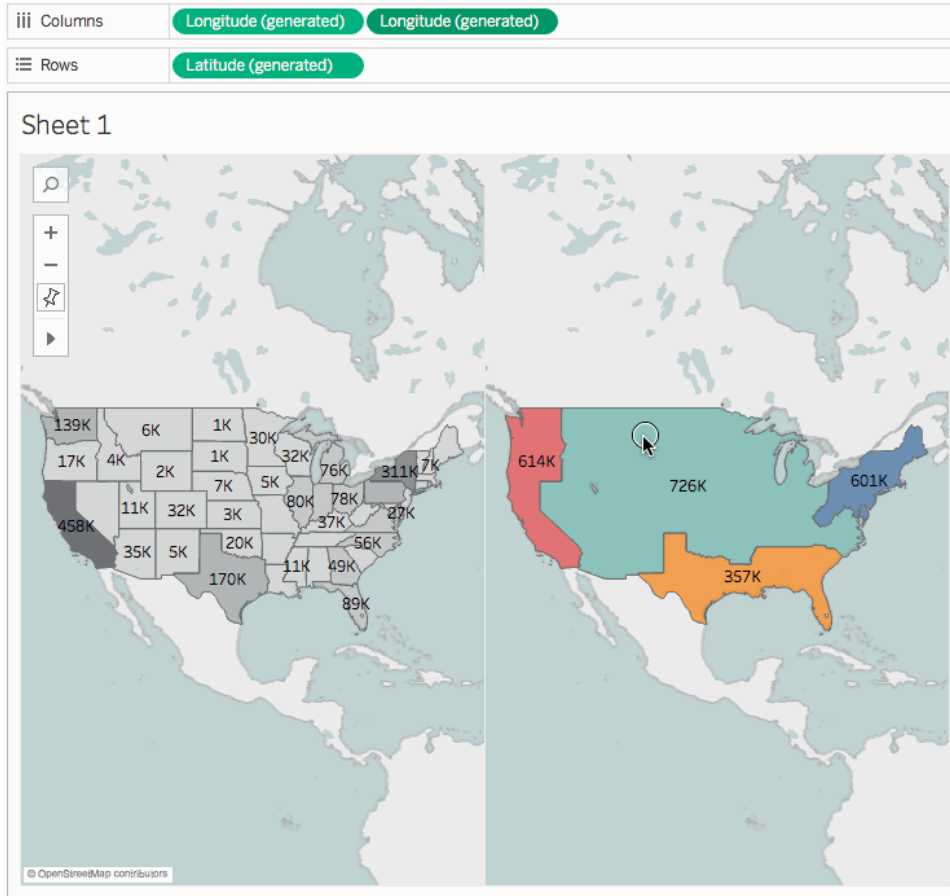 Columns
Longitude (generated)
Longitude (generated)
Rows
Latitude (generated)
Sheet 1
+
−
139K
6K
1K
30K
17K
4K
2K
1K
32K
76K
311K
7K
7K
5K
458K
11K
32K
3K
80K
78K
27K
37K
35K
5K
20K
56K
170K
11K
49K
89K
614K
726K
601K
357K
© OpenStreetMap contributors